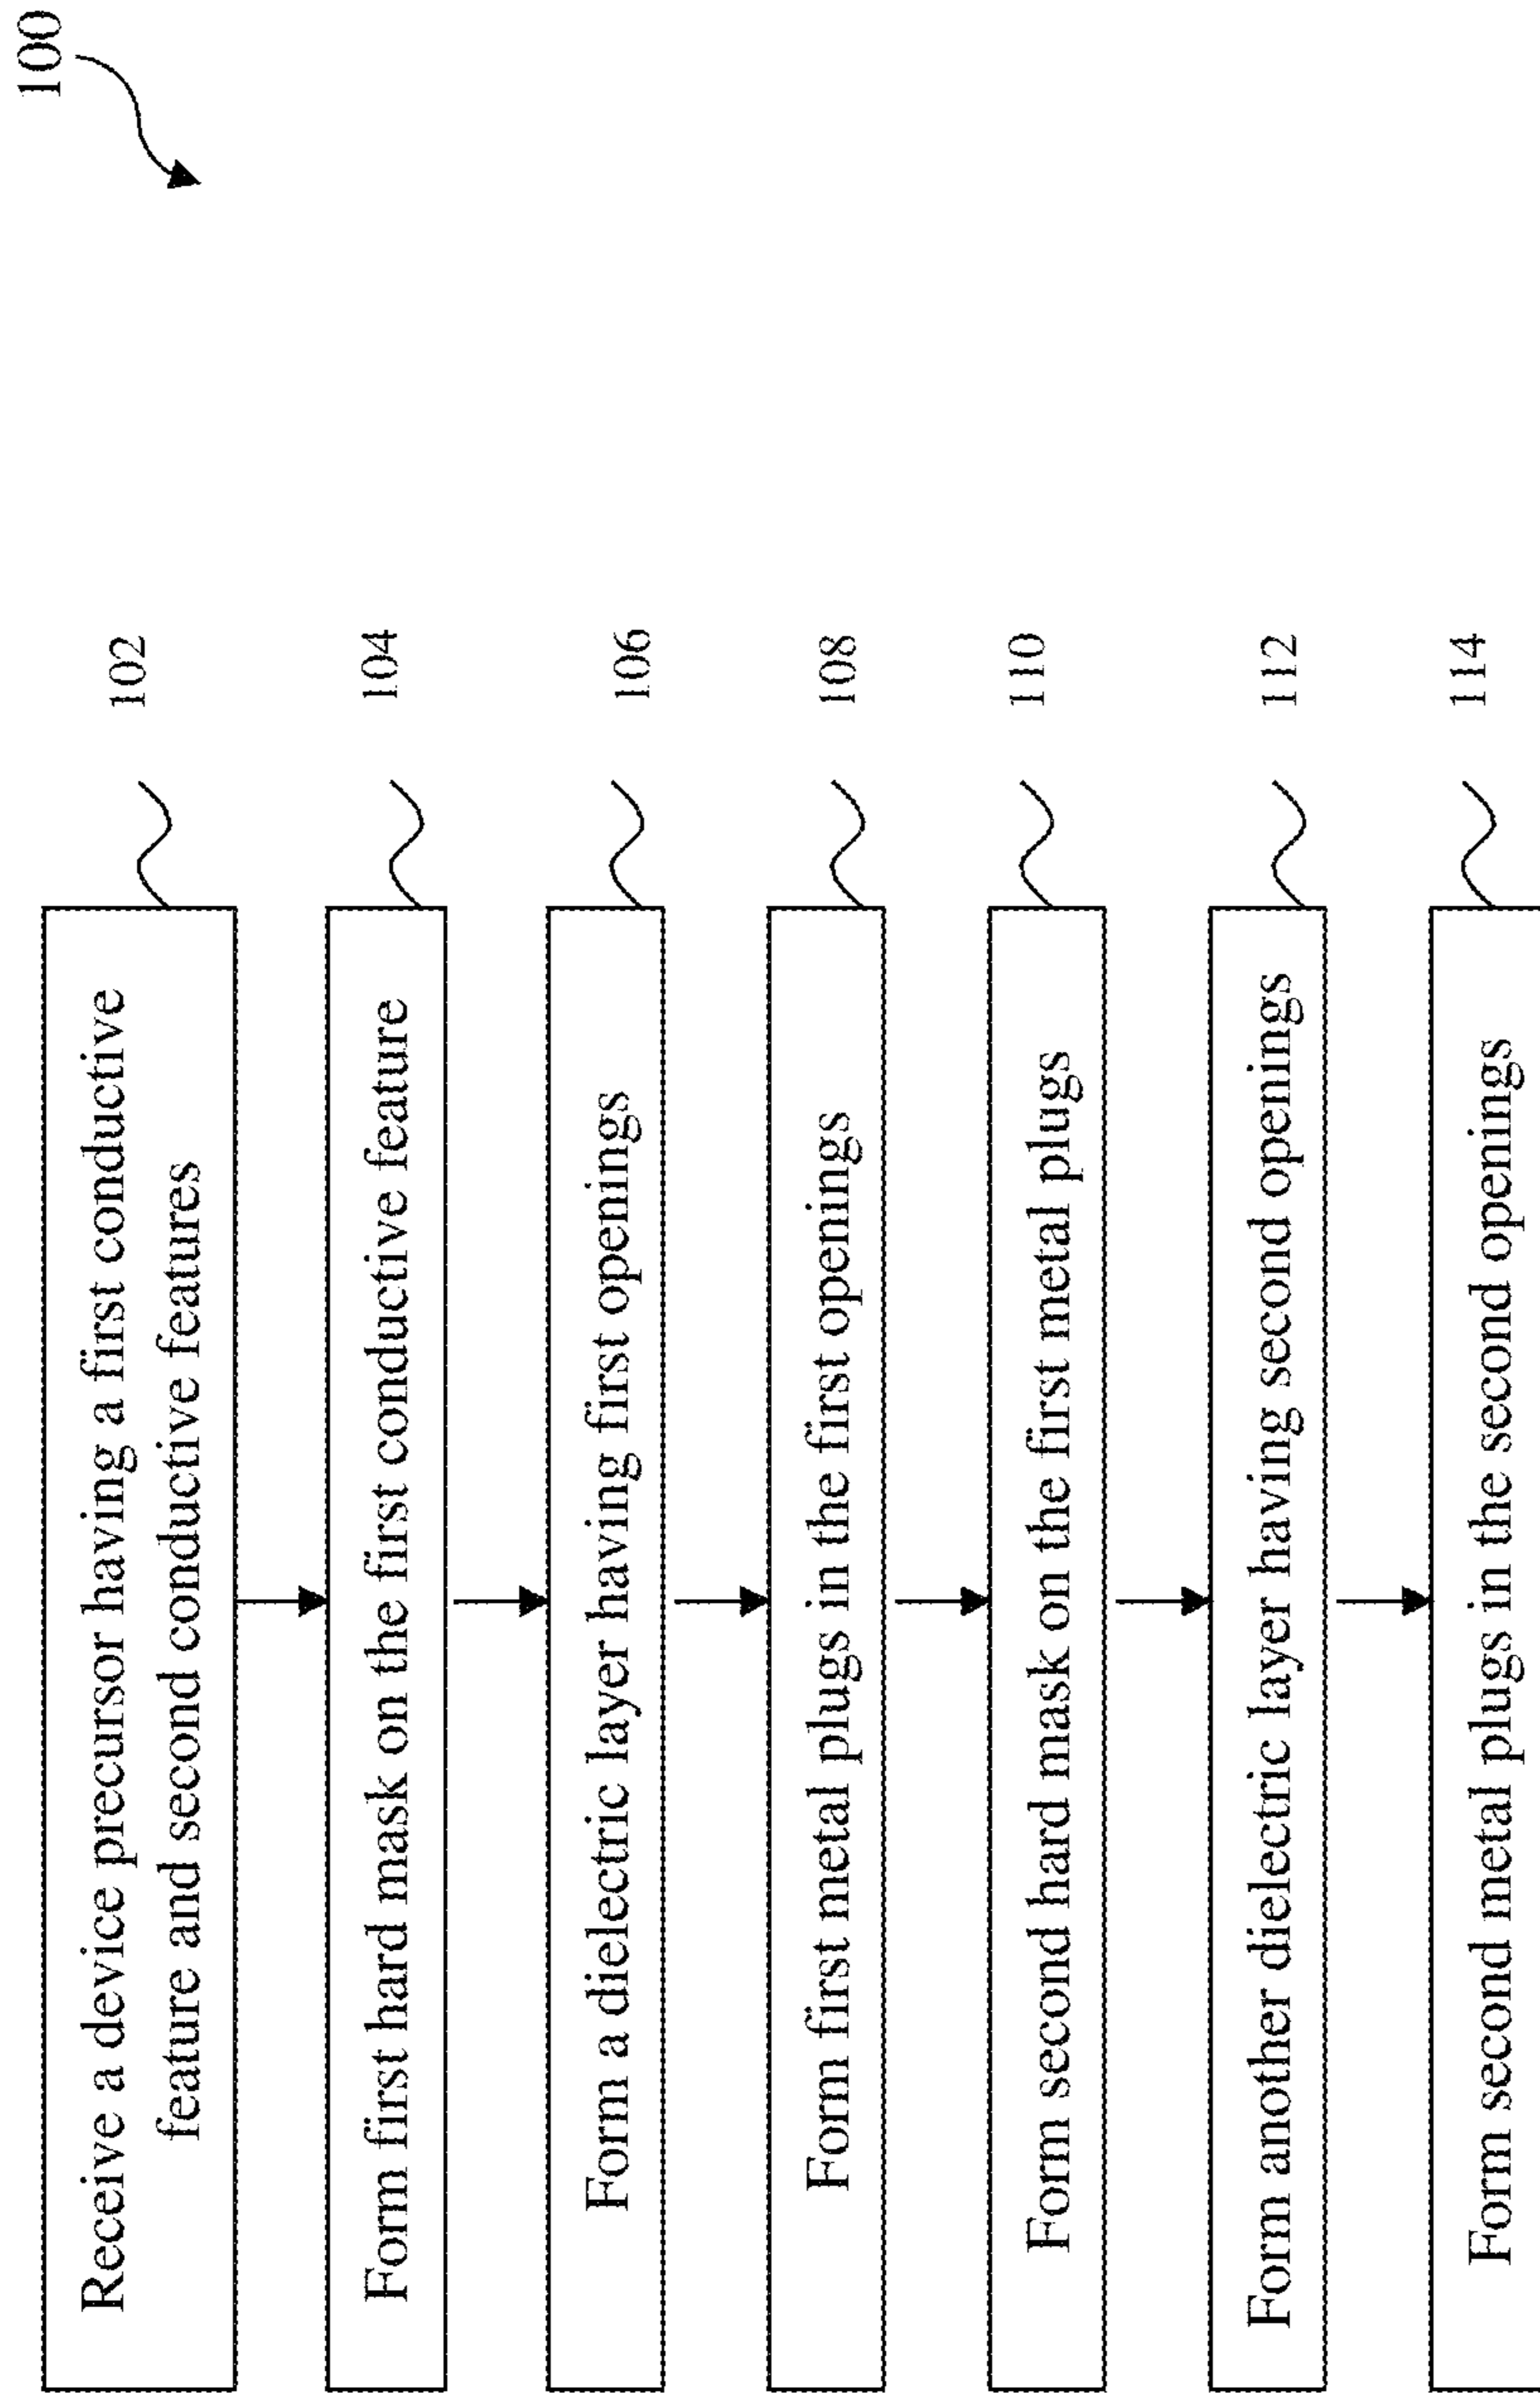 100
Receive a device precursor having a first conductive
feature and second conductive features
102
Form first hard mask on the first conductive feature
104
Form a dielectric layer having first openings
106
Form first metal plugs in the first openings
108
Form second hard mask on the first metal plugs
110
Form another dielectric layer having second openings
112
Form second metal plugs in the second openings
114